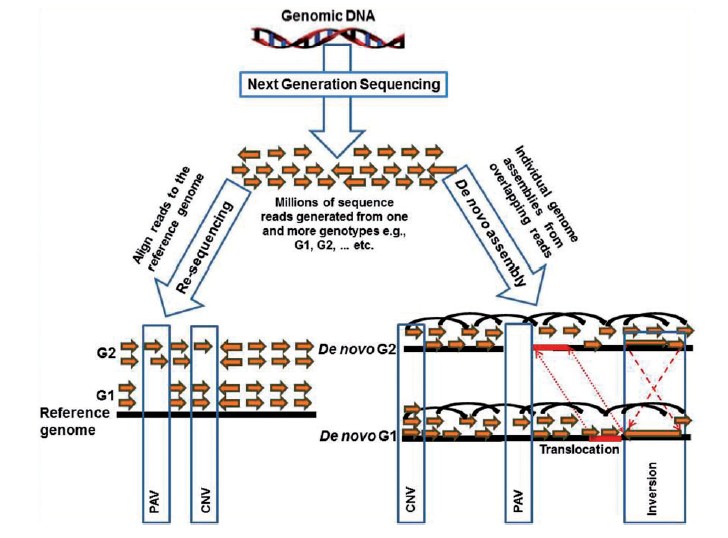 Genomic DNA
Next Generation Sequencing
Millions of sequence
reads generated from one
and more genotypes e.g.,
G1, G2, ... etc.
Align reads to the
reference genome
Re-sequencing
De novo assembly
Individual genome
assemblies from
overlapping reads
G2
G1
Reference
genome
PAV
CNV
De novo G2
De novo G1
Translocation
CNV
PAV
Inversion